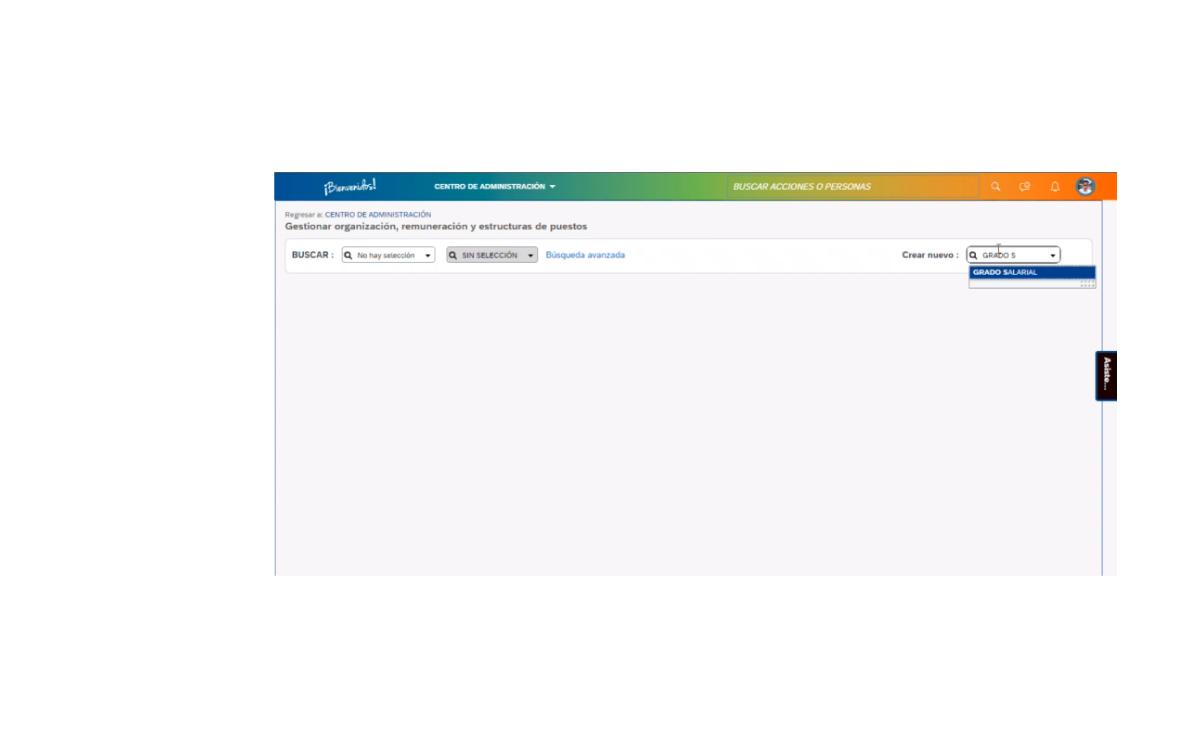 ¡Bienvenidos!
CENTRO DE ADMINISTRACIÓN
BUSCAR ACCIONES O PERSONAS
Regresar a: CENTRO DE ADMINISTRACIÓN
Gestionar organización, remuneración y estructuras de puestos
BUSCAR : No hay selección SIN SELECCIÓN Búsqueda avanzada Crear nuevo : GRADO S
GRADO SALARIAL
Asiste...